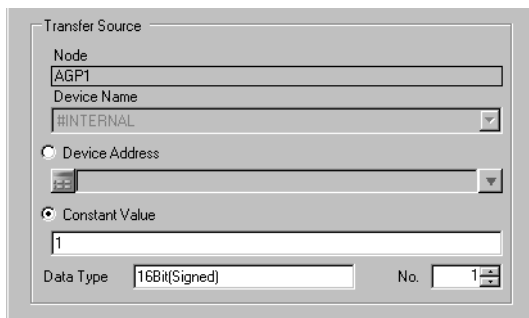 Transfer Source
Node
AGP1
Device Name
#INTERNAL
Device Address
Constant Value
1
Data Type 16Bit(Signed) No. 1